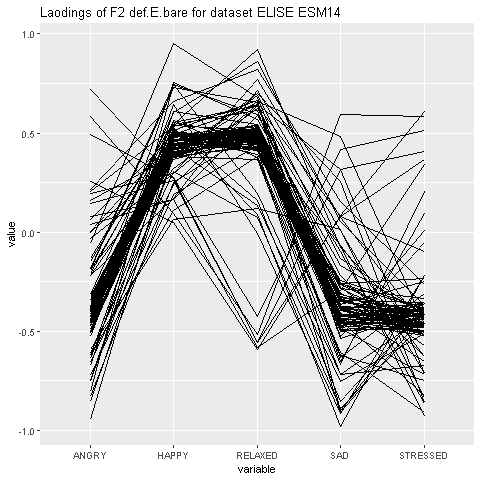 Laodings of F2 def.E.bare for dataset ELISE ESM14
1.0
0.5
0.0
-0.5
-1.0
value
ANGRY HAPPY RELAXED SAD STRESSED
variable